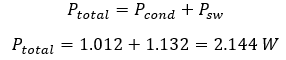 P_total = P_cond + P_sw
P_total = 1.012 + 1.132 = 2.144 W